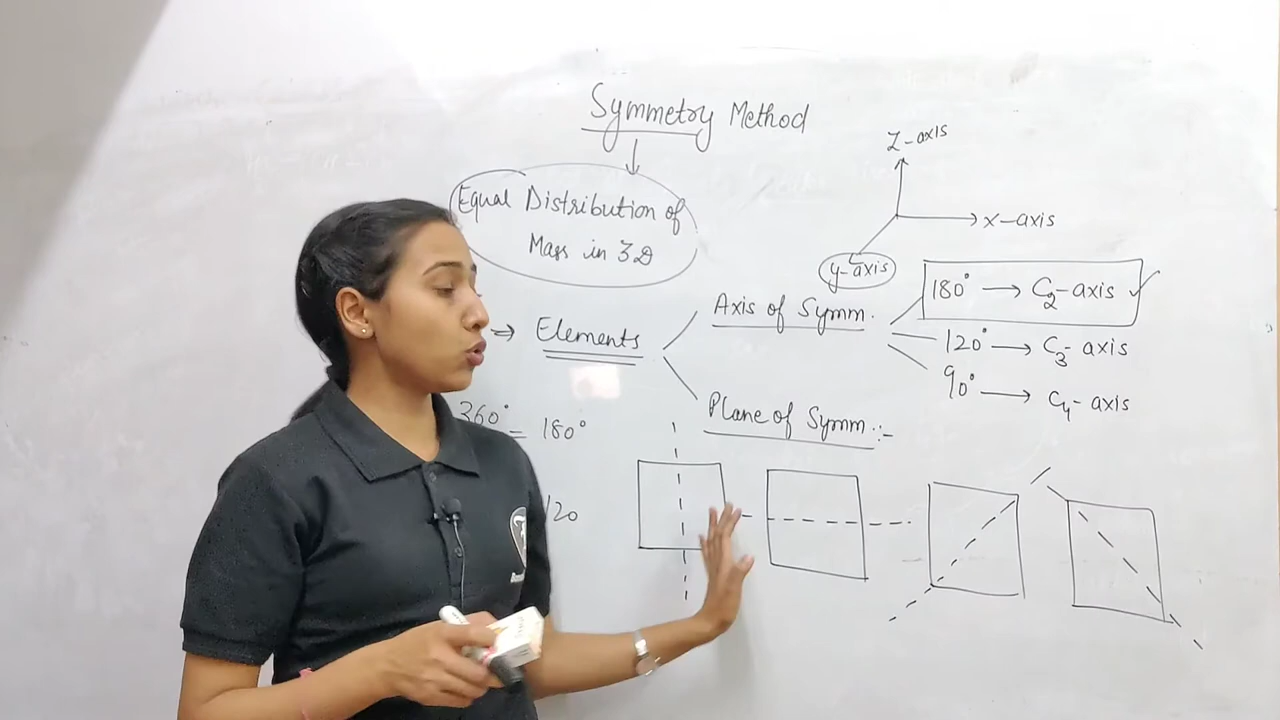 Symmetry Method
Equal Distribution of
Mass in 3D
Z-axis
x-axis
y-axis
⇒ Elements
Axis of Symm.
180° → C₂-axis ✓
120° → C₃-axis
90° → C₄-axis
Plane of Symm :-
360° = 180°
120